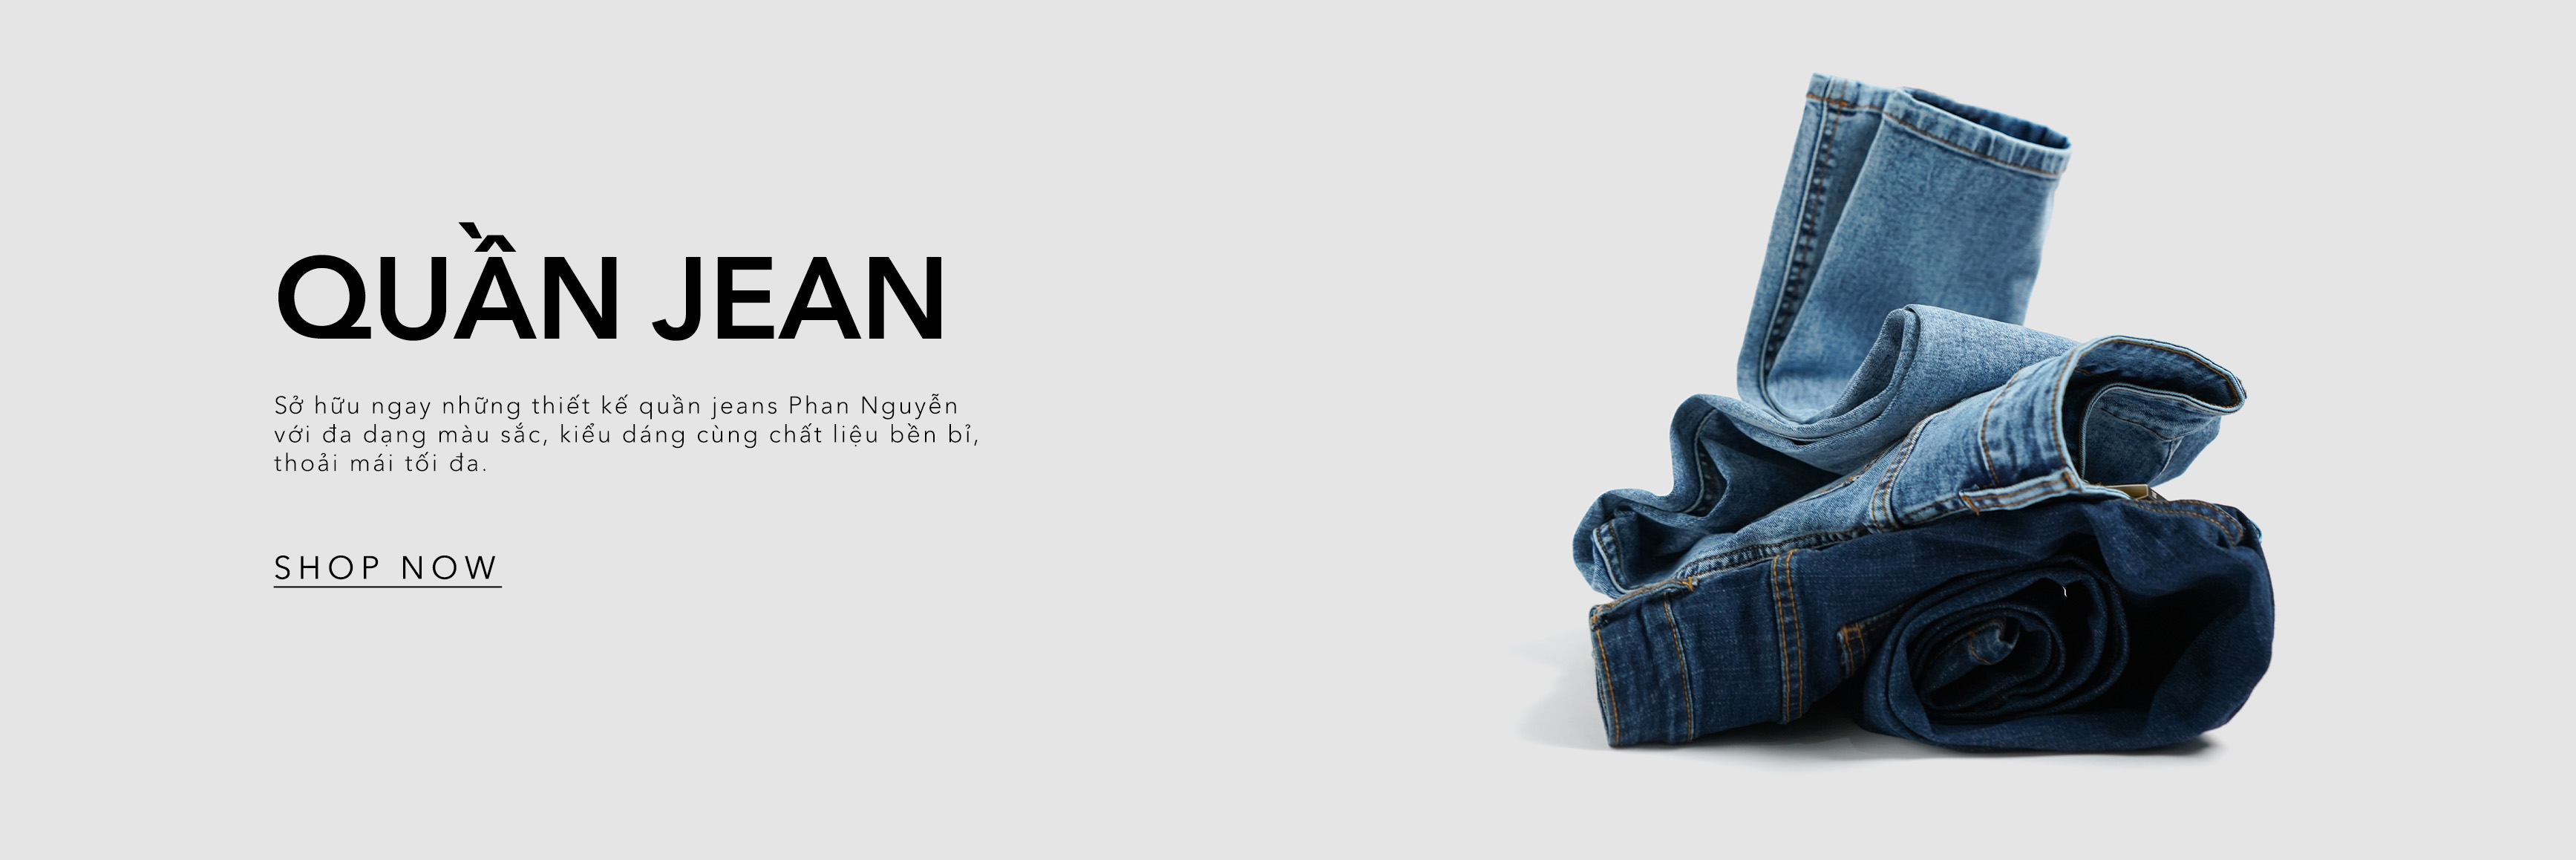 QUẦN JEAN
Sở hữu ngay những thiết kế quần jeans Phan Nguyễn
với đa dạng màu sắc, kiểu dáng cùng chất liệu bền bỉ,
thoải mái tối đa.
SHOP NOW